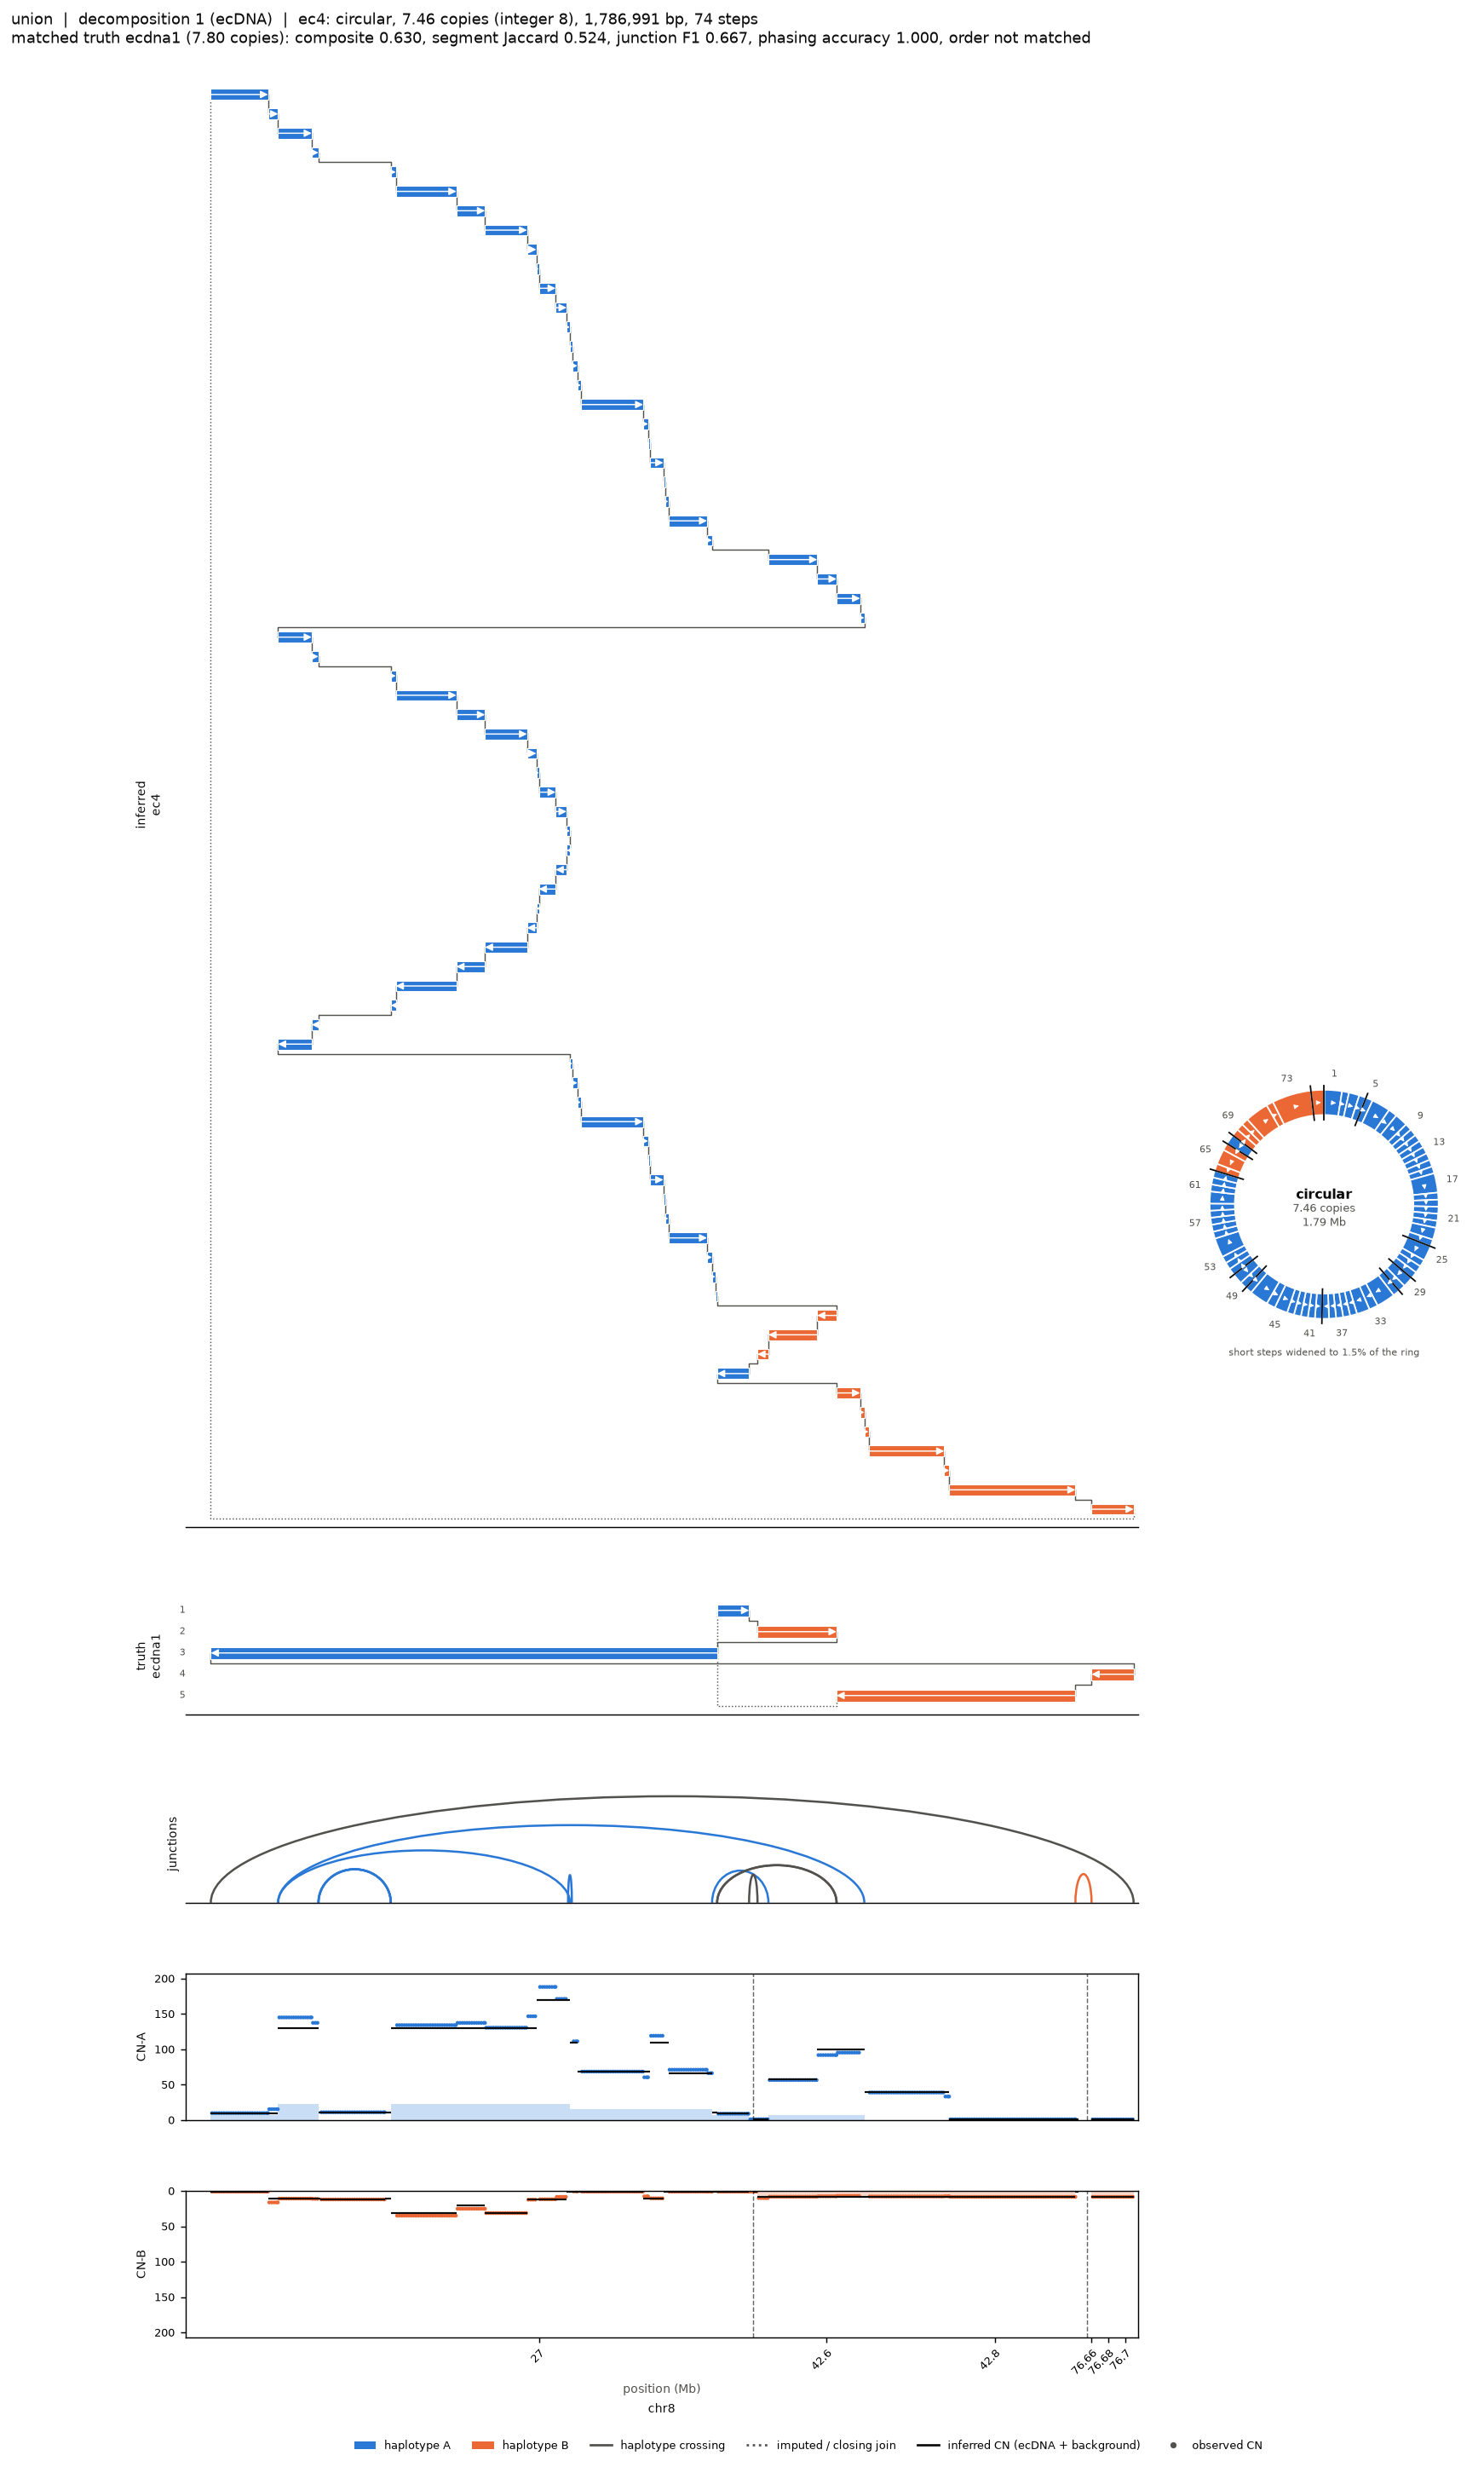 union | decomposition 1 (ecDNA) | ec4: circular, 7.46 copies (integer 8), 1,786,991 bp, 74 steps
matched truth ecdna1 (7.80 copies): composite 0.630, segment Jaccard 0.524, junction F1 0.667, phasing accuracy 1.000, order not matched
inferred
ec4
73
1
5
69
9
13
65
17
61
21
57
25
53
29
49
33
45
41
37
circular
7.46 copies
1.79 Mb
short steps widened to 1.5% of the ring
truth
ecdna1
1
2
3
4
5
junctions
CN-A
200
150
100
50
0
CN-B
0
50
100
150
200
27
42.6
42.8
76.66
76.68
76.7
position (Mb)
chr8
haplotype A
haplotype B
haplotype crossing
imputed / closing join
inferred CN (ecDNA + background)
observed CN